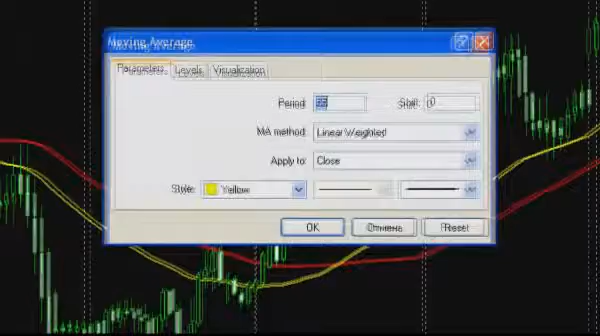 Moving Average
Parameters Levels Visualization
Period: Shift: 0
MA method: Linear Weighted
Apply to: Close
Style: Yellow
OK Отмена Reset